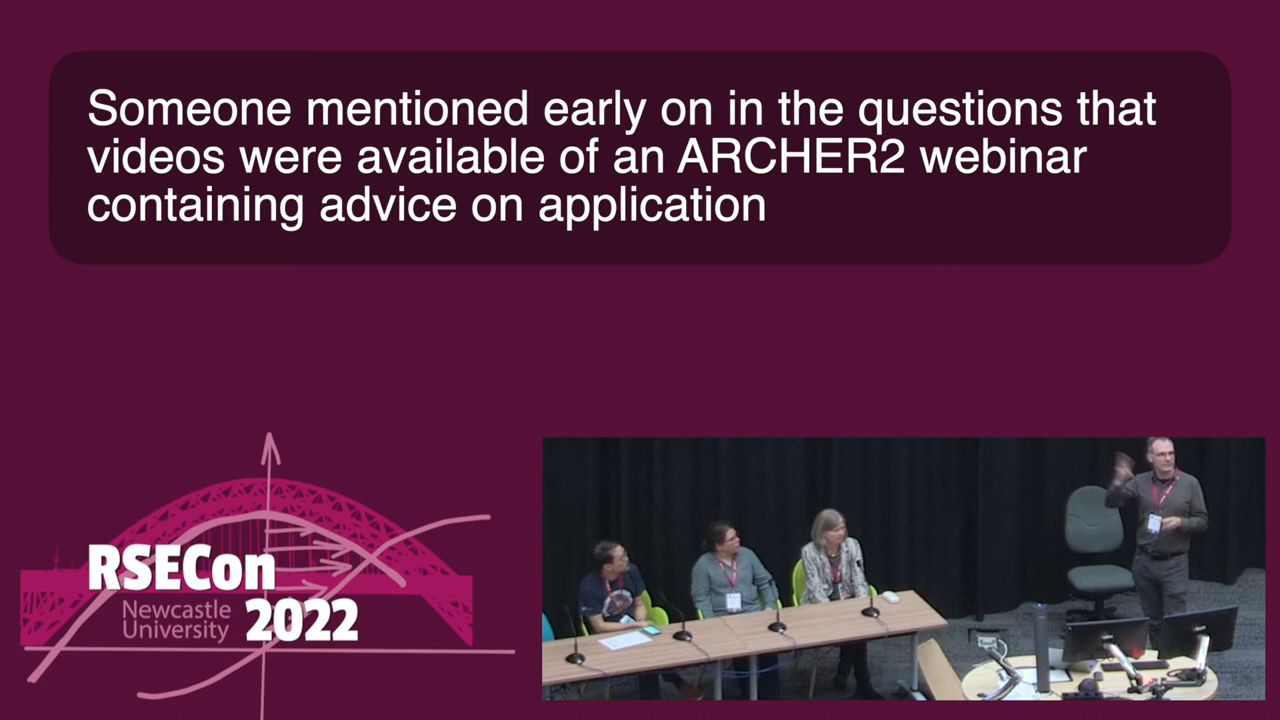 Someone mentioned early on in the questions that
videos were available of an ARCHER2 webinar
containing advice on application
RSECon
Newcastle
University
2022